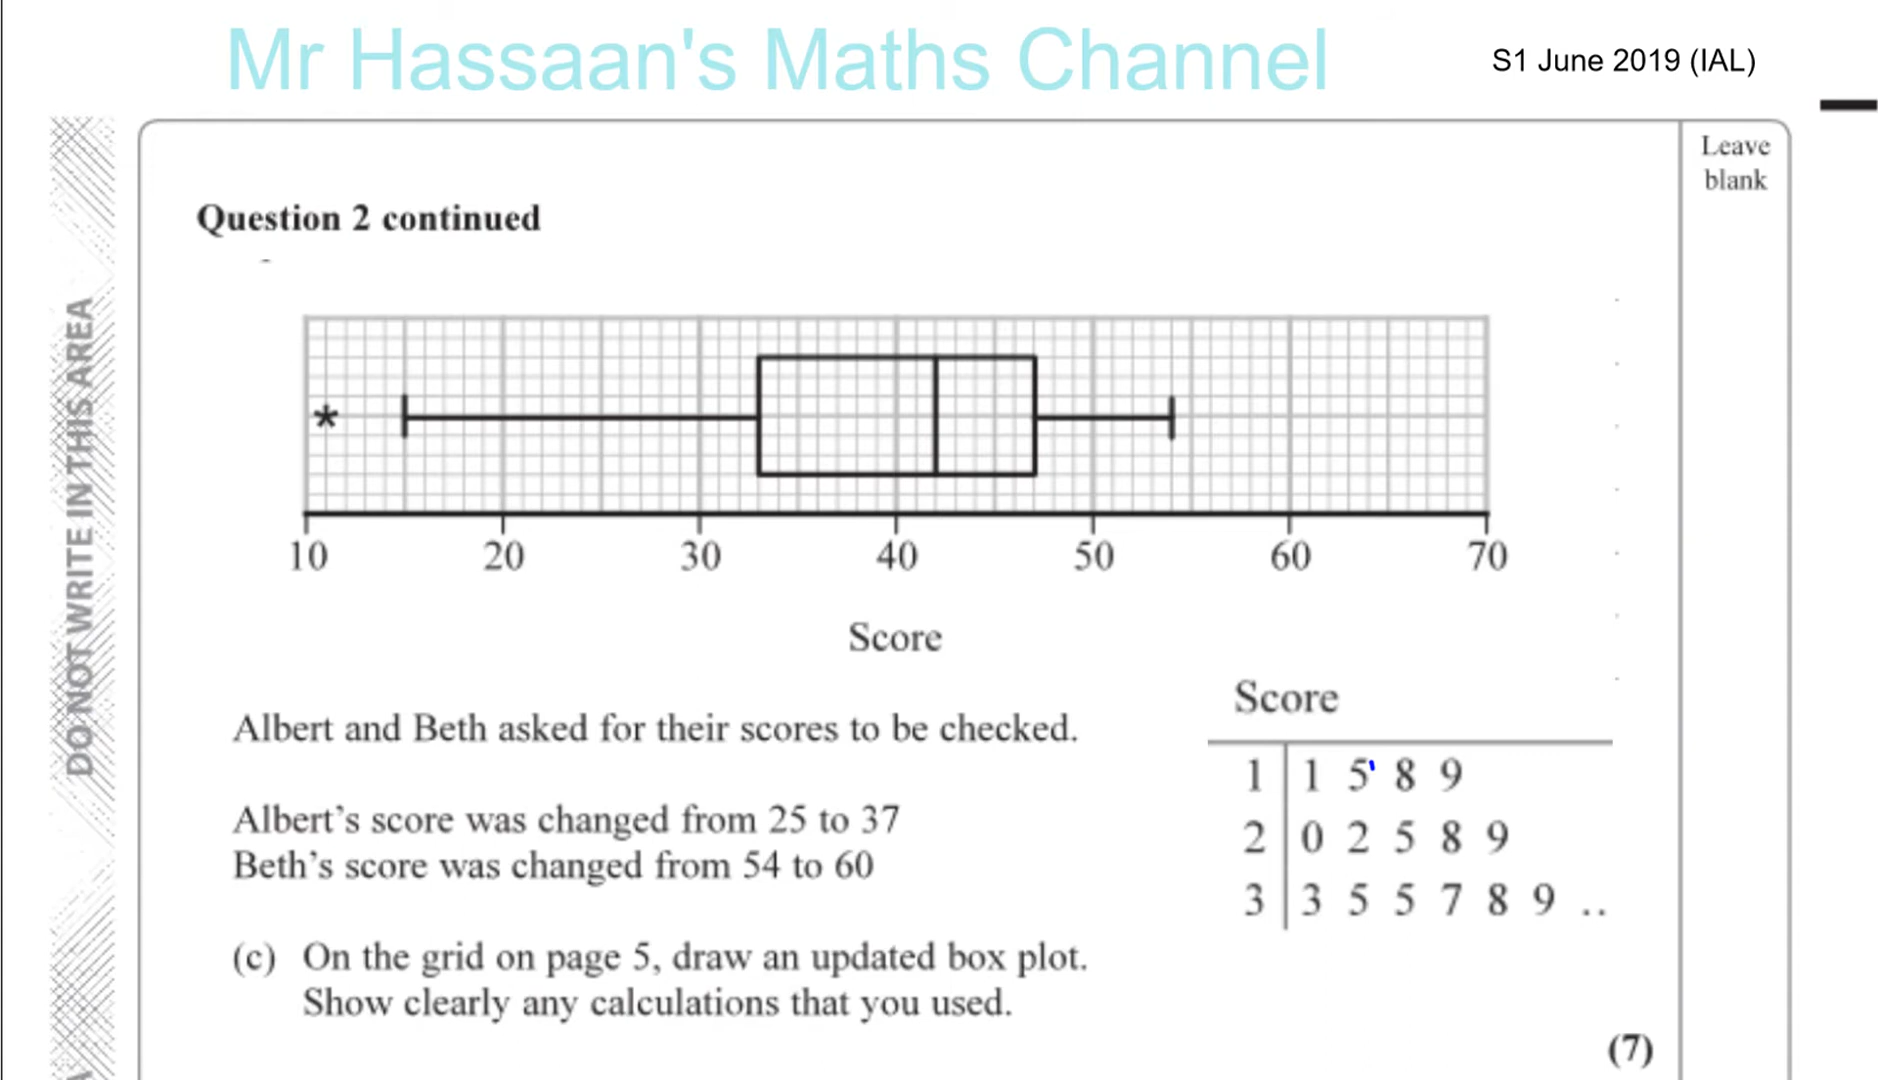 Mr Hassaan's Maths Channel
S1 June 2019 (IAL)
Leave
blank
Question 2 continued
DO NOT WRITE IN THIS AREA
*
10 20 30 40 50 60 70
Score
Albert and Beth asked for their scores to be checked.
Albert’s score was changed from 25 to 37
Beth’s score was changed from 54 to 60
(c) On the grid on page 5, draw an updated box plot.
Show clearly any calculations that you used.
(7)
Score
1 1 5 8 9
2 0 2 5 8 9
3 3 5 5 7 8 9 ..